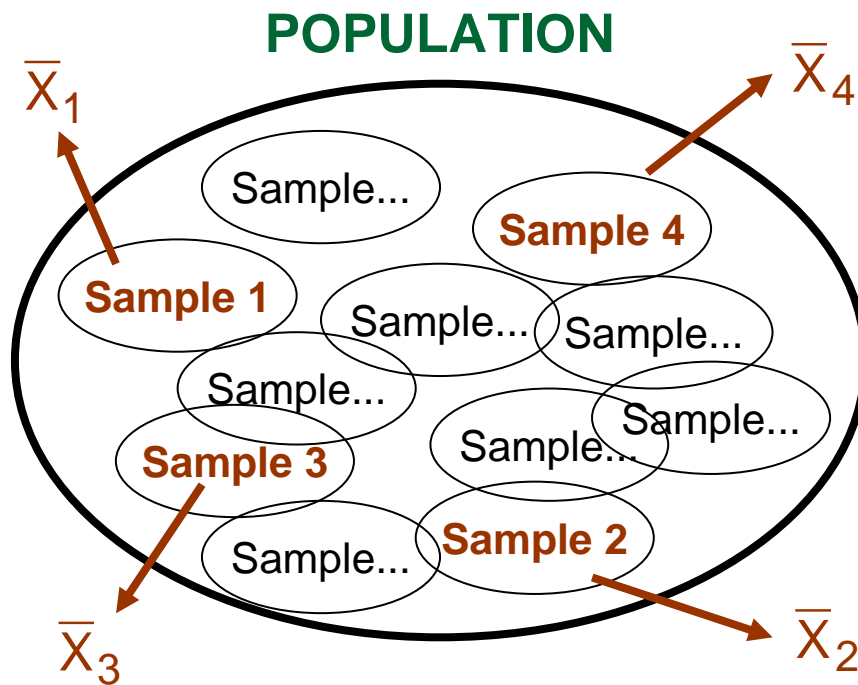 POPULATION
X̅1
X̅4
Sample...
Sample 4
Sample 1
Sample...
Sample...
Sample...
Sample...
Sample...
Sample 3
Sample 2
Sample...
X̅3
X̅2